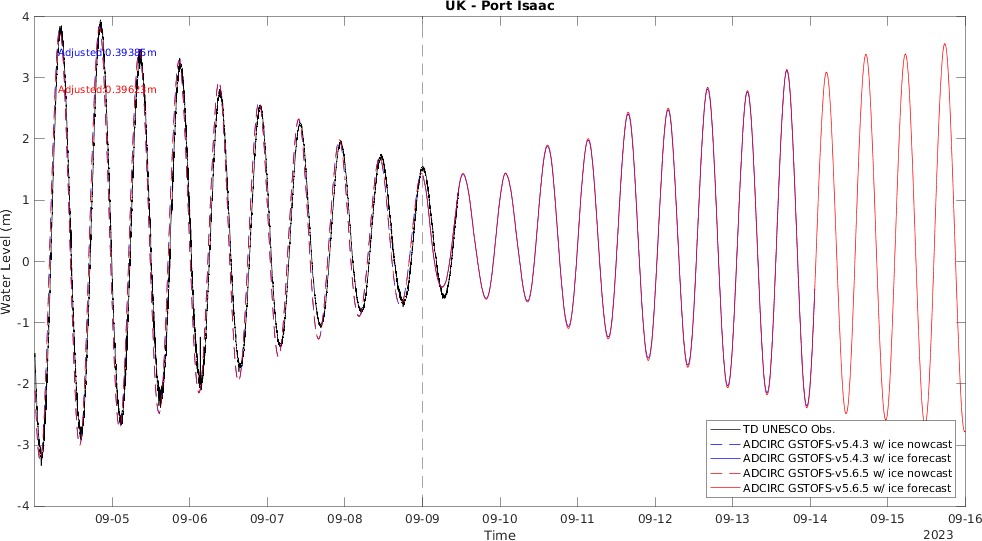 UK - Port Isaac
4
3
2
1
0
-1
-2
-3
-4
Water Level (m)
Adjusted:0.39385m
Adjusted:0.39623m
TD UNESCO Obs.
ADCIRC GSTOFS-v5.4.3 w/ ice nowcast
ADCIRC GSTOFS-v5.4.3 w/ ice forecast
ADCIRC GSTOFS-v5.6.5 w/ ice nowcast
ADCIRC GSTOFS-v5.6.5 w/ ice forecast
09-05 09-06 09-07 09-08 09-09 09-10 09-11 09-12 09-13 09-14 09-15 09-16
Time
2023